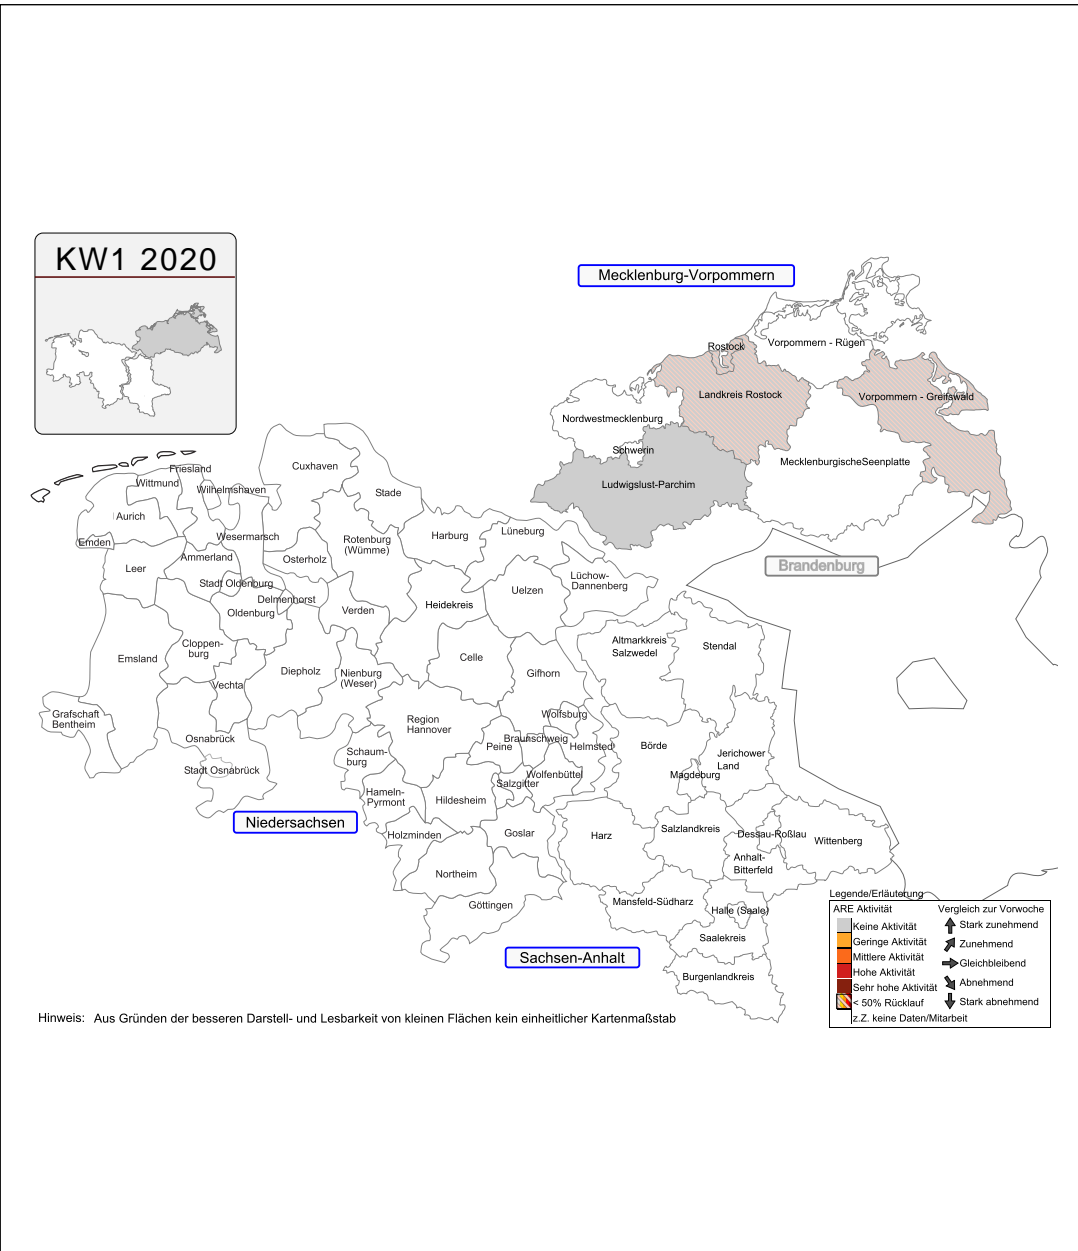 KW1 2020
Mecklenburg-Vorpommern
Rostock
Vorpommern - Rügen
Landkreis Rostock
Vorpommern - Greifswald
Nordwestmecklenburg
Schwerin
MecklenburgischeSeenplatte
Ludwigslust-Parchim
Brandenburg
Friesland
Cuxhaven
Wittmund
Wilhelmshaven
Stade
Aurich
Emden
Wesermarsch
Rotenburg
(Wümme)
Harburg
Lüneburg
Leer
Ammerland
Osterholz
Stadt Oldenburg
Delmenhorst
Oldenburg
Verden
Heidekreis
Uelzen
Lüchow-
Dannenberg
Emsland
Cloppen-
burg
Vechta
Diepholz
Nienburg
(Weser)
Celle
Gifhorn
Altmarkkreis
Salzwedel
Stendal
Grafschaft
Bentheim
Osnabrück
Stadt Osnabrück
Region
Hannover
Wolfsburg
Braunschweig
Peine
Helmsted
Börde
Jerichower
Land
Magdeburg
Schaum-
burg
Hameln-
Pyrmont
Hildesheim
Salzgitter
Wolfenbüttel
Niedersachsen
Holzminden
Goslar
Harz
Salzlandkreis
Dessau-Roßlau
Wittenberg
Anhalt-
Bitterfeld
Northeim
Göttingen
Mansfeld-Südharz
Halle (Saale)
Saalekreis
Burgenlandkreis
Sachsen-Anhalt
Legende/Erläuterung
ARE Aktivität
Keine Aktivität
Geringe Aktivität
Mittlere Aktivität
Hohe Aktivität
Sehr hohe Aktivität
< 50% Rücklauf
z.Z. keine Daten/Mitarbeit
Vergleich zur Vorwoche
Stark zunehmend
Zunehmend
Gleichbleibend
Abnehmend
Stark abnehmend
Hinweis: Aus Gründen der besseren Darstell- und Lesbarkeit von kleinen Flächen kein einheitlicher Kartenmaßstab